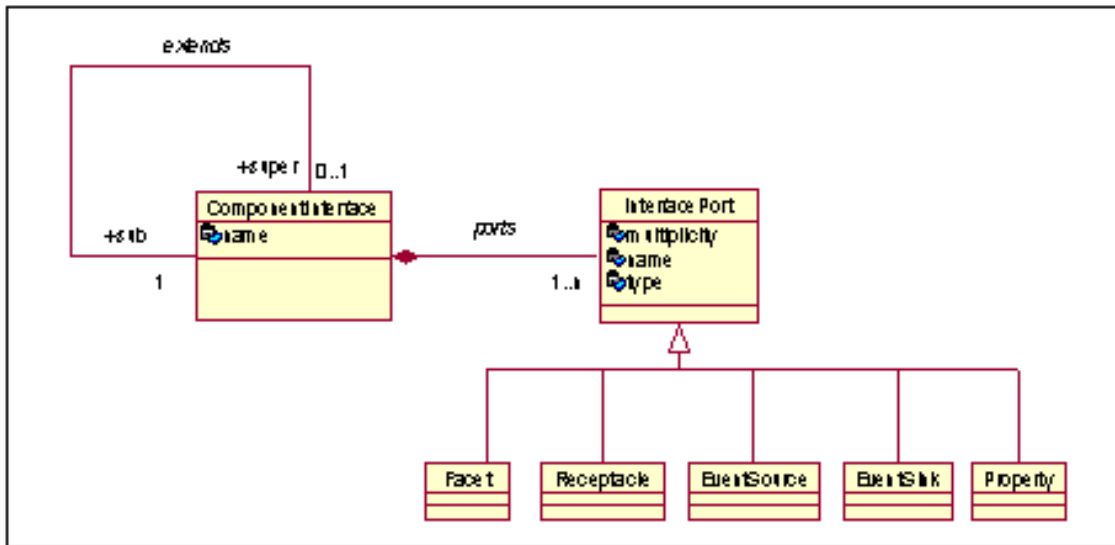 extends
+super 0..1
ComponentInterface
name
+sub
1
ports
1..n
InterfacePort
multiplicity
name
type
Facet
Receptacle
EventSource
EventSink
Property